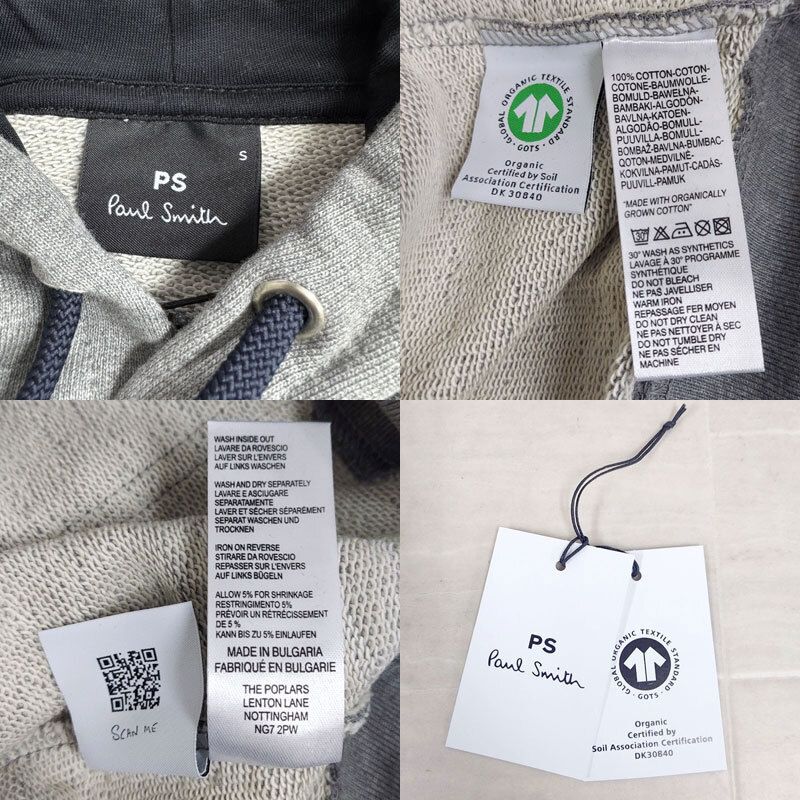 S
PS
Paul Smith
GLOBAL ORGANIC TEXTILE STANDARD
· GOTS ·
Organic
Certified by Soil
Association Certification
DK 30840
100% COTTON-COTON-
COTONE-BAUMWOLLE-
BOMULD-BAWEŁNA-
BAMBAKI-ALGODÓN-
BAVLNA-KATOEN-
ALGODÃO-BOMULL-
PUUVILLA-BOMULL-
BOMBAŽ-BAVLNA-BUMBAC-
QOTON-MEDVILNĖ-
KOKVILNA-PAMUT-CADÀS-
PUUVILL-PAMUK
"MADE WITH ORGANICALLY
GROWN COTTON"
30°
30° WASH AS SYNTHETICS
LAVAGE À 30° PROGRAMME
SYNTHÉTIQUE
DO NOT BLEACH
NE PAS JAVELLISER
WARM IRON
REPASSAGE FER MOYEN
DO NOT DRY CLEAN
NE PAS NETTOYER À SEC
DO NOT TUMBLE DRY
NE PAS SÉCHER EN
MACHINE
WASH INSIDE OUT
LAVARE DA ROVESCIO
LAVER SUR L'ENVERS
AUF LINKS WASCHEN
WASH AND DRY SEPARATELY
LAVARE E ASCIUGARE
SEPARATAMENTE
LAVER ET SÉCHER SÉPARÉMENT
SEPARAT WASCHEN UND
TROCKNEN
IRON ON REVERSE
STIRARE DA ROVESCIO
REPASSER SUR L'ENVERS
AUF LINKS BÜGELN
ALLOW 5% FOR SHRINKAGE
RESTRINGIMENTO 5%
PRÉVOIR UN RÉTRÉCISSEMENT
DE 5 %
KANN BIS ZU 5% EINLAUFEN
MADE IN BULGARIA
FABRIQUÉ EN BULGARIE
THE POPLARS
LENTON LANE
NOTTINGHAM
NG7 2PW
SCAN ME
PS
Paul Smith
GLOBAL ORGANIC TEXTILE STANDARD
· GOTS ·
Organic
Certified by
Soil Association Certification
DK30840